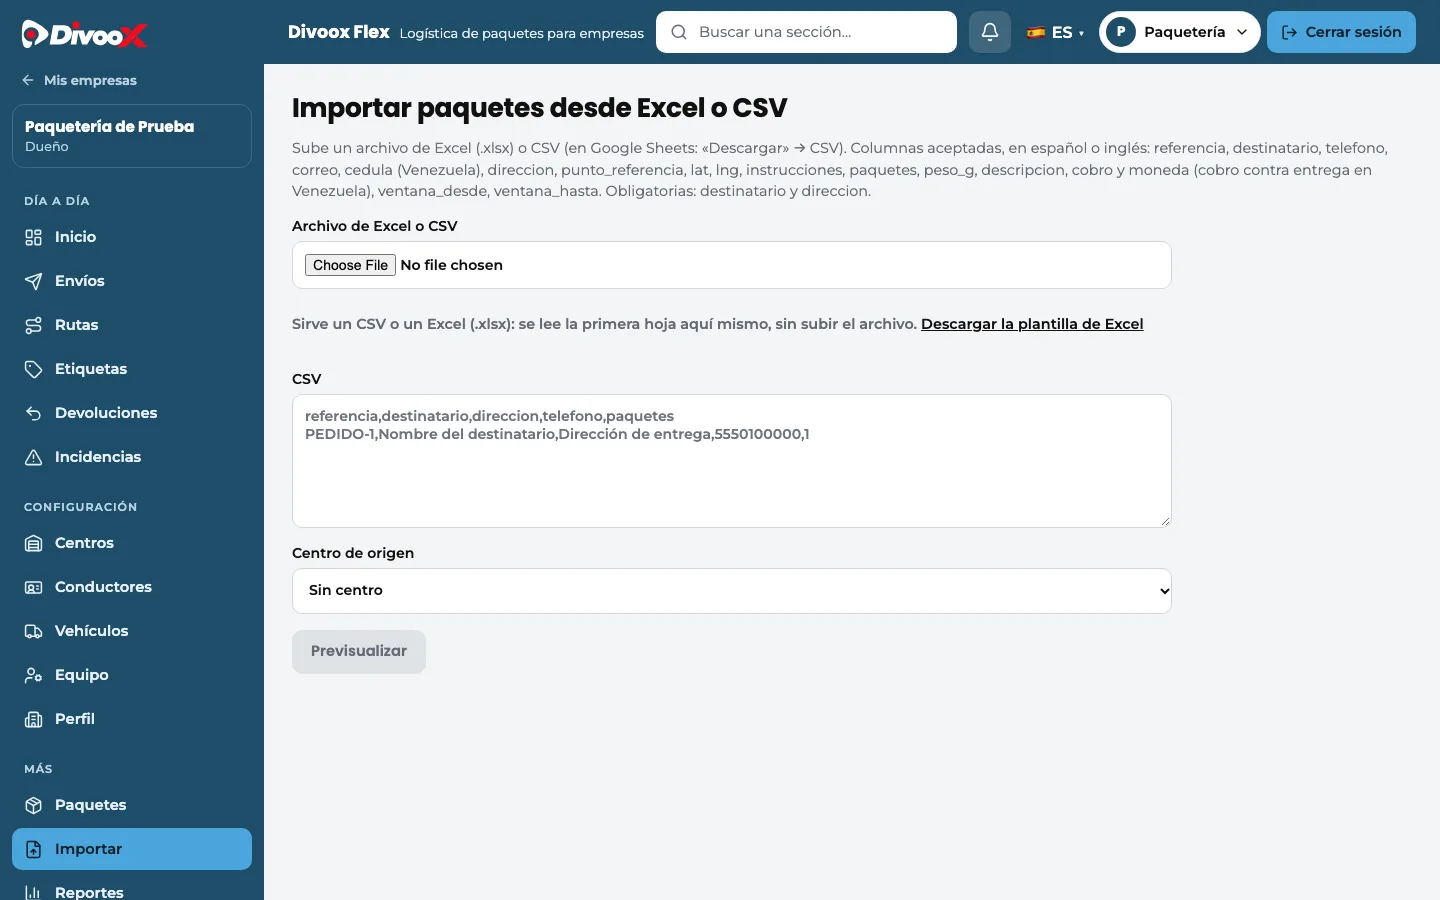 DivooX
Divoox Flex Logística de paquetes para empresas
Buscar una sección...
ES
P Paquetería
Cerrar sesión
Mis empresas
Paquetería de Prueba
Dueño
DÍA A DÍA
Inicio
Envíos
Rutas
Etiquetas
Devoluciones
Incidencias
CONFIGURACIÓN
Centros
Conductores
Vehículos
Equipo
Perfil
MÁS
Paquetes
Importar
Reportes
Importar paquetes desde Excel o CSV
Sube un archivo de Excel (.xlsx) o CSV (en Google Sheets: «Descargar» → CSV). Columnas aceptadas, en español o inglés: referencia, destinatario, telefono,
correo, cedula (Venezuela), direccion, punto_referencia, lat, lng, instrucciones, paquetes, peso_g, descripcion, cobro y moneda (cobro contra entrega en
Venezuela), ventana_desde, ventana_hasta. Obligatorias: destinatario y direccion.
Archivo de Excel o CSV
Choose File No file chosen
Sirve un CSV o un Excel (.xlsx): se lee la primera hoja aquí mismo, sin subir el archivo. Descargar la plantilla de Excel
CSV
referencia,destinatario,direccion,telefono,paquetes
PEDIDO-1,Nombre del destinatario,Dirección de entrega,5550100000,1
Centro de origen
Sin centro
Previsualizar